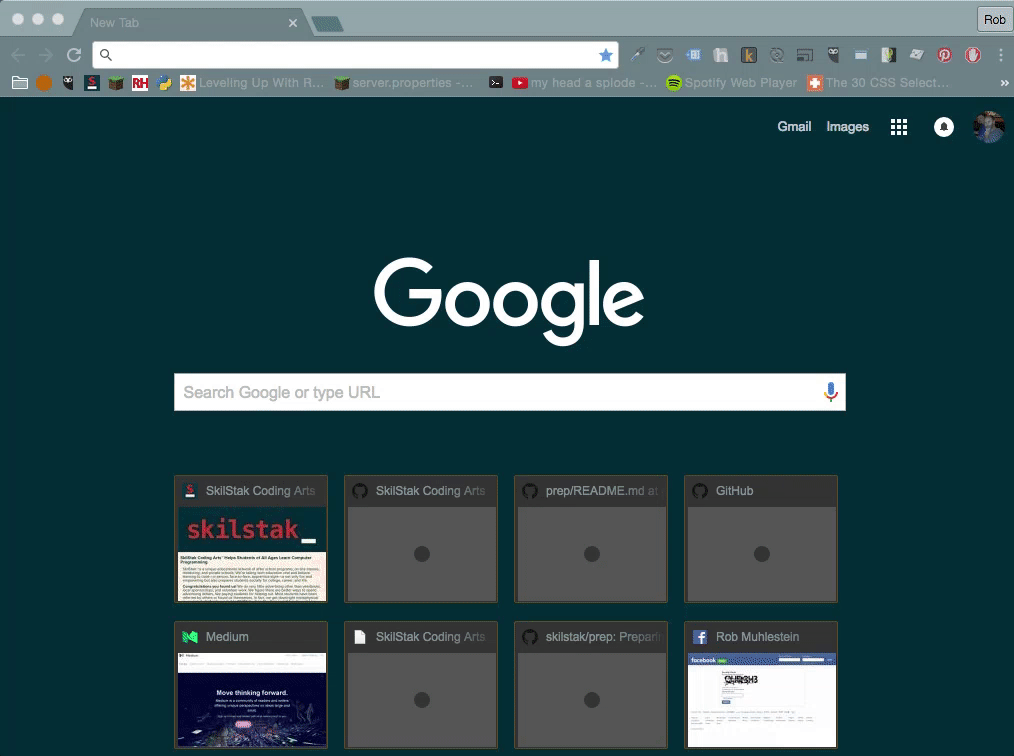 New Tab
Rob
Leveling Up With R...
server.properties -...
my head a splode -...
Spotify Web Player
The 30 CSS Select...
»
Gmail
Images
Google
Search Google or type URL
SkilStak Coding Arts
SkilStak Coding Arts
prep/README.md at
GitHub
skilstak_
SkilStak Coding Arts™ Helps Students of All Ages Learn Computer
Programming
Medium
SkilStak Coding Arts
skilstak/prep: Preparin
Rob Muhlestein
Move thinking forward.
facebook